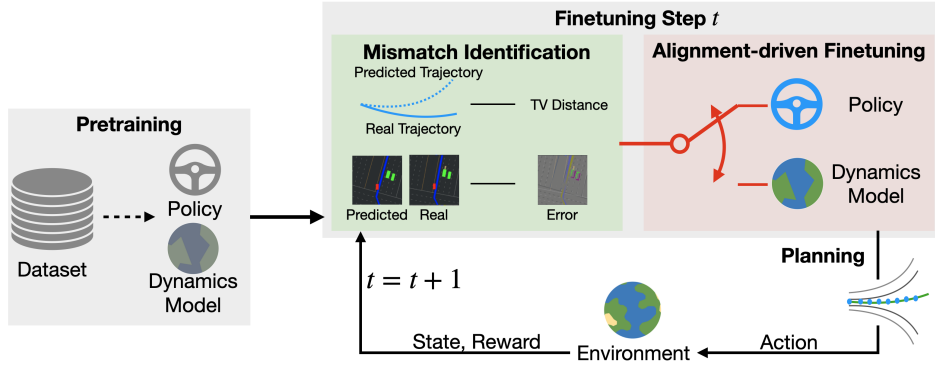 Finetuning Step t
Mismatch Identification
Predicted Trajectory
TV Distance
Real Trajectory
Predicted
Real
Error
Alignment-driven Finetuning
Policy
Dynamics
Model
Pretraining
Dataset
Policy
Dynamics
Model
Planning
t = t + 1
State, Reward
Environment
Action